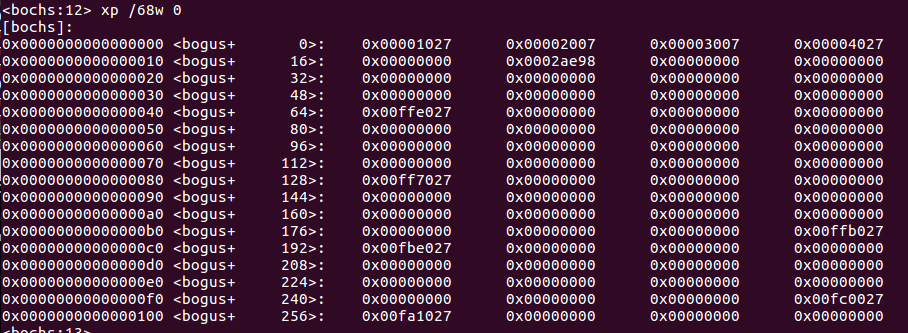 <bochs:12> xp /68w 0
[bochs]:
0x0000000000000000 <bogus+       0>:    0x00001027    0x00002007    0x00003007    0x00004027
0x0000000000000010 <bogus+      16>:    0x00000000    0x0002ae98    0x00000000    0x00000000
0x0000000000000020 <bogus+      32>:    0x00000000    0x00000000    0x00000000    0x00000000
0x0000000000000030 <bogus+      48>:    0x00000000    0x00000000    0x00000000    0x00000000
0x0000000000000040 <bogus+      64>:    0x00ffe027    0x00000000    0x00000000    0x00000000
0x0000000000000050 <bogus+      80>:    0x00000000    0x00000000    0x00000000    0x00000000
0x0000000000000060 <bogus+      96>:    0x00000000    0x00000000    0x00000000    0x00000000
0x0000000000000070 <bogus+     112>:    0x00000000    0x00000000    0x00000000    0x00000000
0x0000000000000080 <bogus+     128>:    0x00ff7027    0x00000000    0x00000000    0x00000000
0x0000000000000090 <bogus+     144>:    0x00000000    0x00000000    0x00000000    0x00000000
0x00000000000000a0 <bogus+     160>:    0x00000000    0x00000000    0x00000000    0x00000000
0x00000000000000b0 <bogus+     176>:    0x00000000    0x00000000    0x00000000    0x00ffb027
0x00000000000000c0 <bogus+     192>:    0x00fbe027    0x00000000    0x00000000    0x00000000
0x00000000000000d0 <bogus+     208>:    0x00000000    0x00000000    0x00000000    0x00000000
0x00000000000000e0 <bogus+     224>:    0x00000000    0x00000000    0x00000000    0x00000000
0x00000000000000f0 <bogus+     240>:    0x00000000    0x00000000    0x00000000    0x00fc0027
0x0000000000000100 <bogus+     256>:    0x00fa1027    0x00000000    0x00000000    0x00000000
<bochs:13>